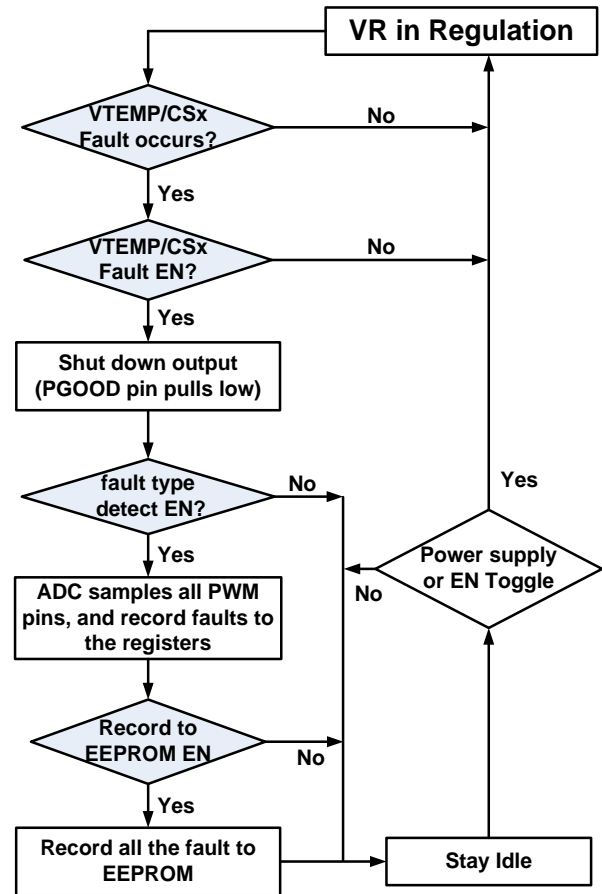 VR in Regulation
VTEMP/CSx
Fault occurs?
No
Yes
VTEMP/CSx
Fault EN?
No
Yes
Shut down output
(PGOOD pin pulls low)
fault type
detect EN?
No
Yes
Yes
Power supply
or EN Toggle
No
ADC samples all PWM
pins, and record faults to
the registers
Record to
EEPROM EN
No
Yes
Record all the fault to
EEPROM
Stay Idle